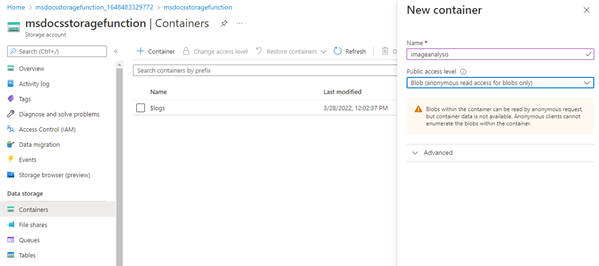 Home > msdocsstoragefunction_1648483329772 > msdocsstoragefunction
msdocsstoragefunction | Containers
Storage account
Search (Ctrl+/)
Overview
Activity log
Tags
Diagnose and solve problems
Access Control (IAM)
Data migration
Events
Storage browser (preview)
Data storage
Containers
File shares
Queues
Tables
+ Container
Change access level
Restore containers
Refresh
Search containers by prefix
Name
Last modified
$logs
3/28/2022, 12:02:37 PM
New container
Name *
imageanalysis
Public access level
Blob (anonymous read access for blobs only)
Blobs within the container can be read by anonymous request,
but container data is not available. Anonymous clients cannot
enumerate the blobs within the container.
Advanced